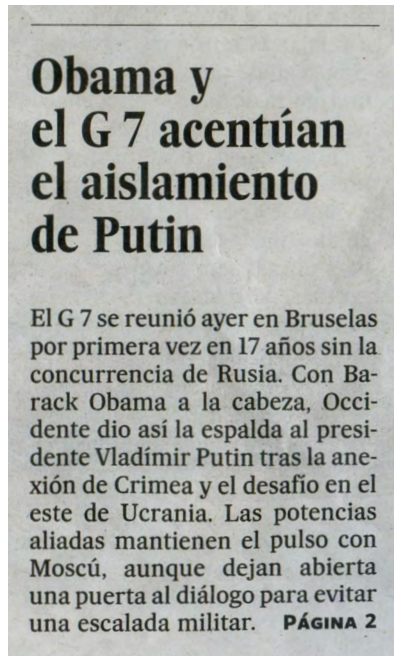 Obama y
el G 7 acentúan
el aislamiento
de Putin
El G 7 se reunió ayer en Bruselas
por primera vez en 17 años sin la
concurrencia de Rusia. Con Ba-
rack Obama a la cabeza, Occi-
dente dio así la espalda al presi-
dente Vladímir Putin tras la ane-
xión de Crimea y el desafío en el
este de Ucrania. Las potencias
aliadas mantienen el pulso con
Moscú, aunque dejan abierta
una puerta al diálogo para evitar
una escalada militar. PÁGINA 2